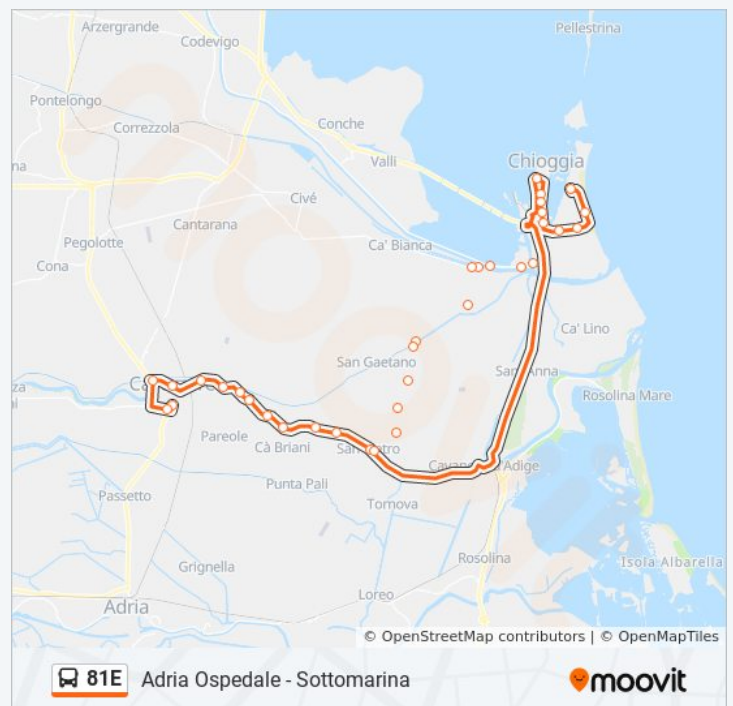 Arzergrande
Pellestrina
Codevigo
Pontelongo
Conche
Correzzola
Valli
Chioggia
na
Civé
Cantarana
Pegolotte
Ca' Bianca
Cona
Ca' Lino
San Gaetano
Sant'Anna
Rosolina Mare
Pareole
Cà Briani
San Pietro
Cavanella d'Adige
Passetto
Punta Pali
Tornova
Grignella
Rosolina
Isola Albarella
Adria
Loreo
© OpenStreetMap contributors | © OpenMapTiles
81E Adria Ospedale - Sottomarina
moovit